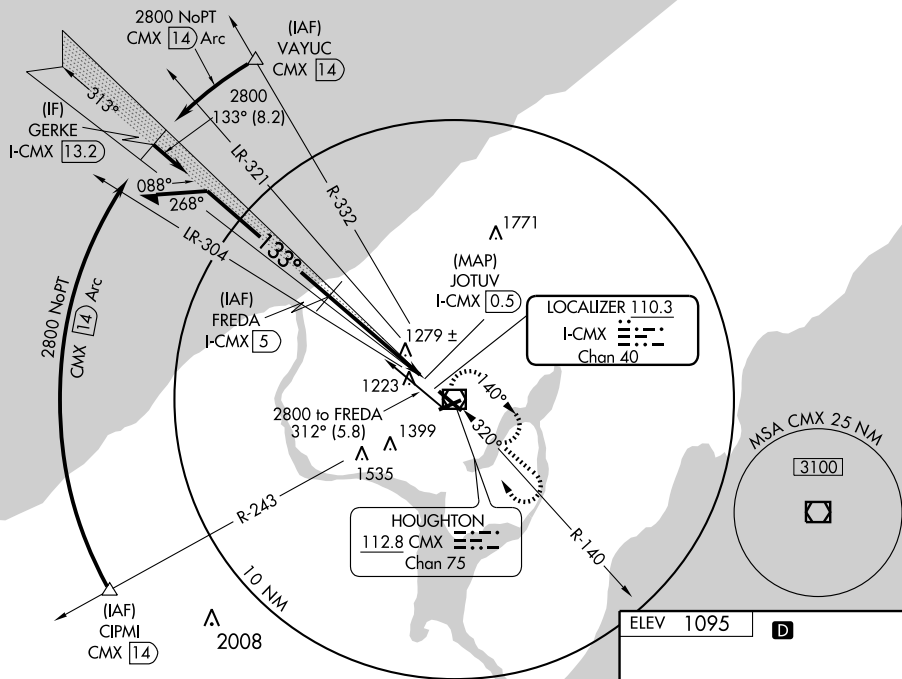 2800 NoPT
CMX 14 Arc
(IAF)
VAYUC
CMX 14
313°
(IF)
GERKE
I-CMX 13.2
2800
133° (8.2)
LR-321
R-332
088°
268°
LR-304
133°
1771
(MAP)
JOTUV
I-CMX 0.5
(IAF)
FREDA
I-CMX 5
LOCALIZER 110.3
I-CMX
Chan 40
2800 NoPT
CMX 14 Arc
1279 ±
1223
140°
2800 to FREDA
312° (5.8)
320°
1399
1535
MSA CMX 25 NM
3100
R-243
HOUGHTON
112.8 CMX
Chan 75
R-140
10 NM
(IAF)
CIPMI
CMX 14
2008
ELEV 1095
D